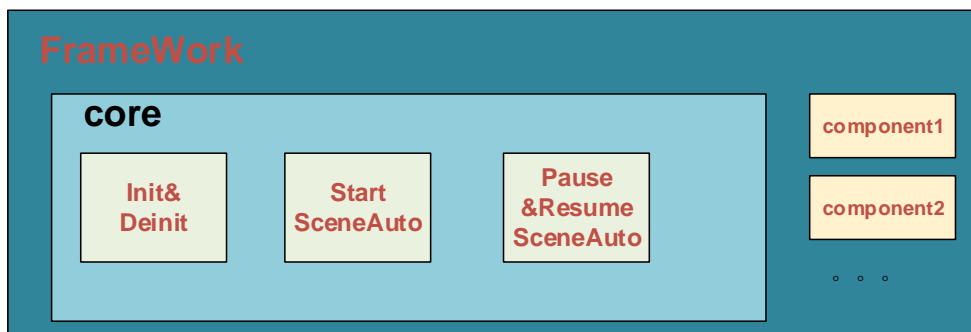 FrameWork
core
Init&
Deinit
Start
SceneAuto
Pause
&Resume
SceneAuto
component1
component2
。。。